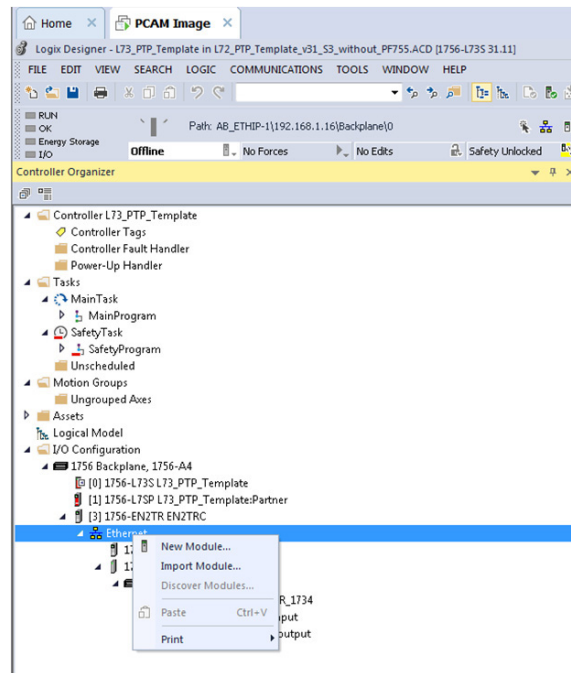 Home
PCAM Image
Logix Designer - L73_PTP_Template in L72_PTP_Template_v31_S3_without_PF755.ACD [1756-L73S 31.11]
FILE EDIT VIEW SEARCH LOGIC COMMUNICATIONS TOOLS WINDOW HELP
RUN
OK
Energy Storage
I/O
Path: AB_ETHIP-1\192.168.1.16\Backplane\0
Offline No Forces No Edits Safety Unlocked
Controller Organizer
Controller L73_PTP_Template
Controller Tags
Controller Fault Handler
Power-Up Handler
Tasks
MainTask
MainProgram
SafetyTask
SafetyProgram
Unscheduled
Motion Groups
Ungrouped Axes
Assets
Logical Model
I/O Configuration
1756 Backplane, 1756-A4
[0] 1756-L73S L73_PTP_Template
[1] 1756-L7SP L73_PTP_Template:Partner
[3] 1756-EN2TR EN2TRC
Ethernet
New Module...
Import Module...
Discover Modules...
Paste Ctrl+V
Print
R_1734